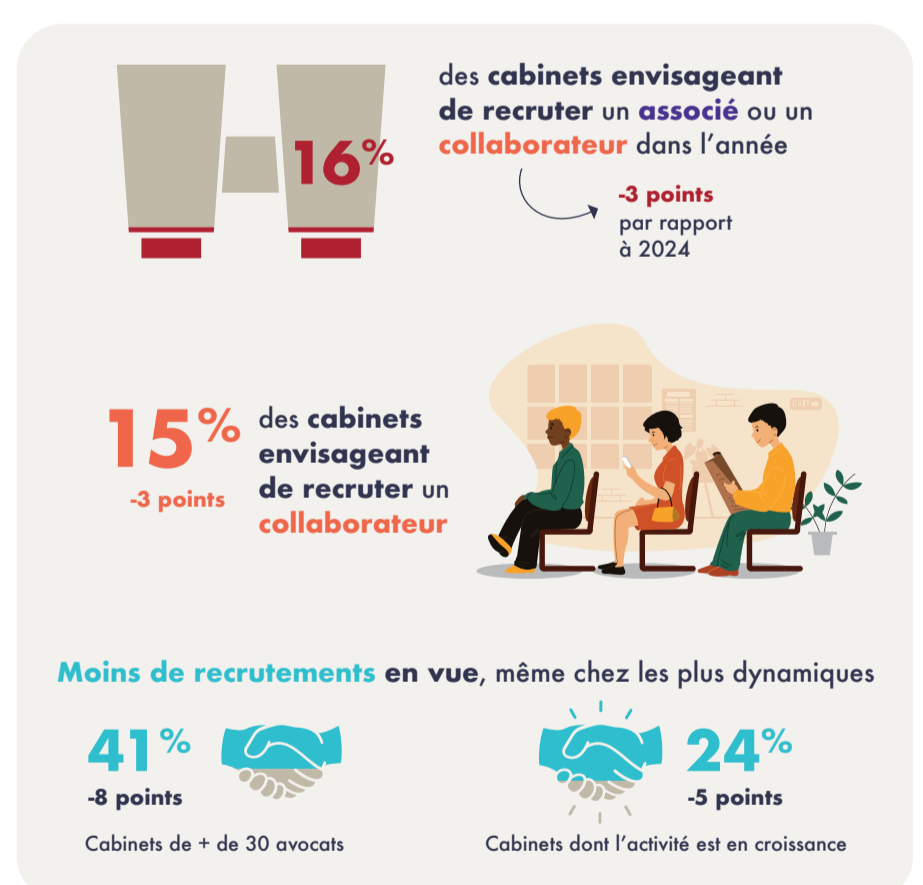 16%
des cabinets envisageant
de recruter un associé ou un
collaborateur dans l’année
-3 points
par rapport
à 2024
15%
-3 points
des cabinets
envisageant
de recruter un
collaborateur
Moins de recrutements en vue, même chez les plus dynamiques
41%
-8 points
Cabinets de + de 30 avocats
24%
-5 points
Cabinets dont l’activité est en croissance